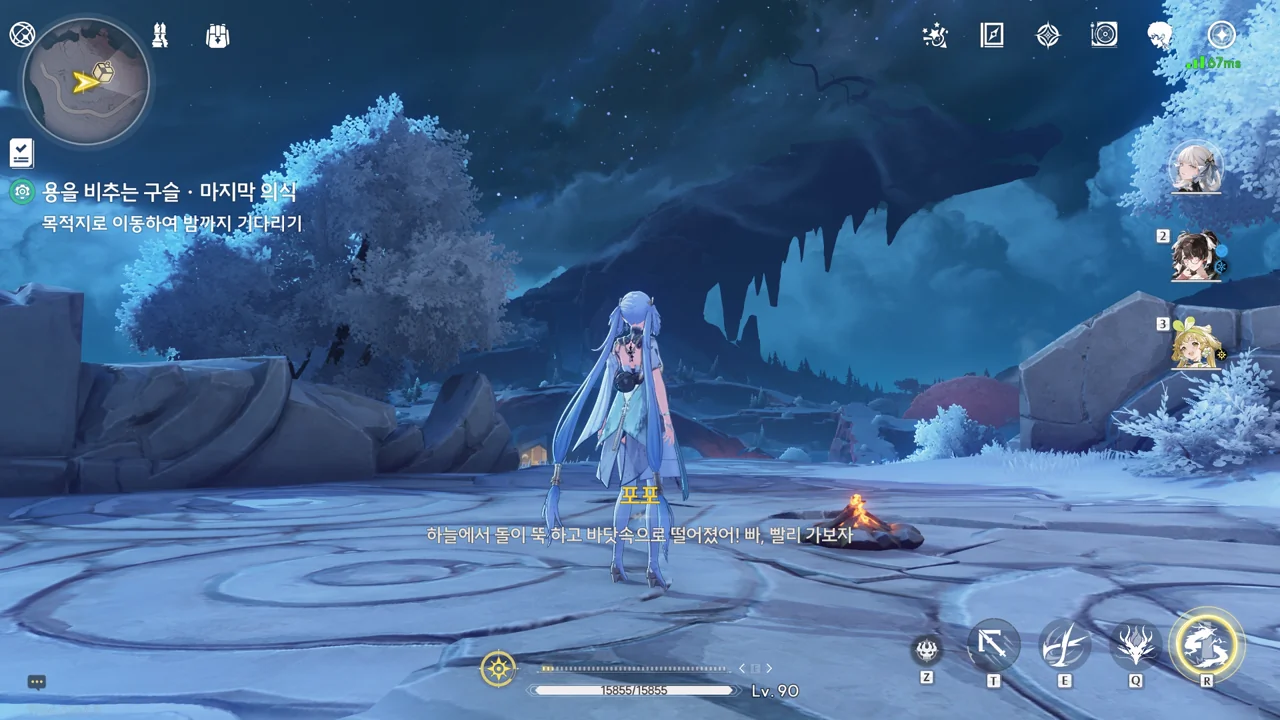 57ms
용을 비추는 구슬 · 마지막 의식
목적지로 이동하여 밤까지 기다리기
2
3
포포
하늘에서 돌이 뚝 하고 바닷속으로 떨어졌어! 빠, 빨리 가보자
15855/15855
Lv. 90
Z
T
E
Q
R